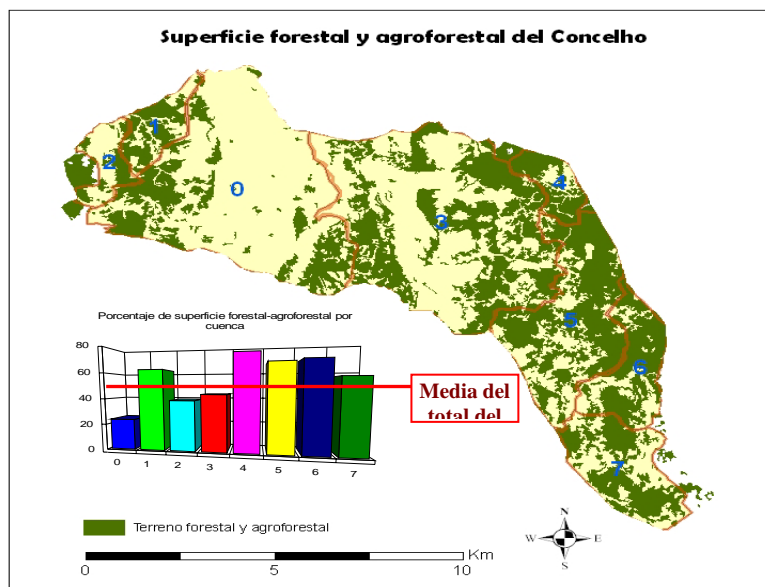 Superficie forestal y agroforestal del Concelho
1
2
0
4
3
5
6
7
Porcentaje de superficie forestal-agroforestal por
cuenca
80
60
40
20
0
0 1 2 3 4 5 6 7
Media del
total del
Terreno forestal y agroforestal
N
W E
S
Km
0 5 10